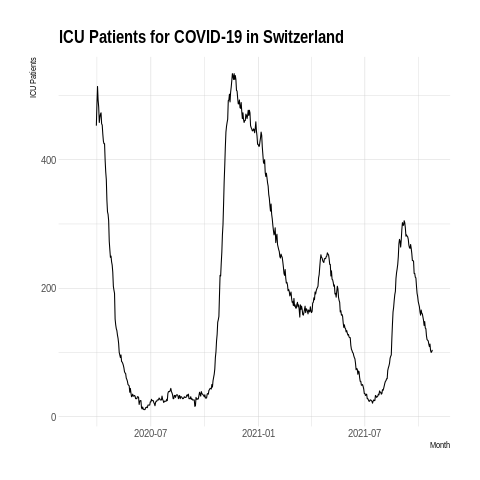 ICU Patients for COVID-19 in Switzerland
ICU Patients
400
200
0
2020-07
2021-01
2021-07
Month